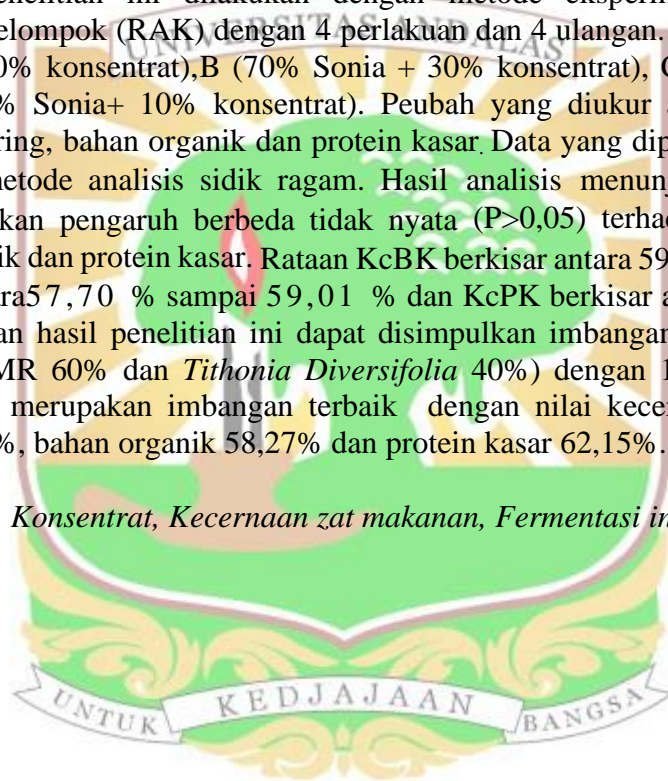 enelitian ini dilakukan dengan metode eksperim
elompok (RAK) dengan 4 perlakuan dan 4 ulangan.
UNIVERSITAS ANDALAS
0% konsentrat),B (70% Sonia + 30% konsentrat), C
% Sonia+ 10% konsentrat). Peubah yang diukur
ring, bahan organik dan protein kasar. Data yang dip
netode analisis sidik ragam. Hasil analisis menun
kan pengaruh berbeda tidak nyata (P>0,05) terhad
ik dan protein kasar. Rataan KcBK berkisar antara 59
ara57,70 % sampai 59,01 % dan KcPK berkisar a
an hasil penelitian ini dapat disimpulkan imbangan
MR 60% dan Tithonia Diversifolia 40%) dengan 1
merupakan imbangan terbaik dengan nilai kecer
%, bahan organik 58,27% dan protein kasar 62,15%.
Konsentrat, Kecernaan zat makanan, Fermentasi in
UNTUK KEDJAJAAN BANGSA